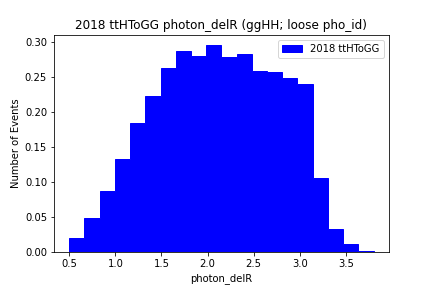 2018 ttHToGG photon_delR (ggHH; loose pho_id)
2018 ttHToGG
Number of Events
0.30
0.25
0.20
0.15
0.10
0.05
0.00
0.5 1.0 1.5 2.0 2.5 3.0 3.5
photon_delR